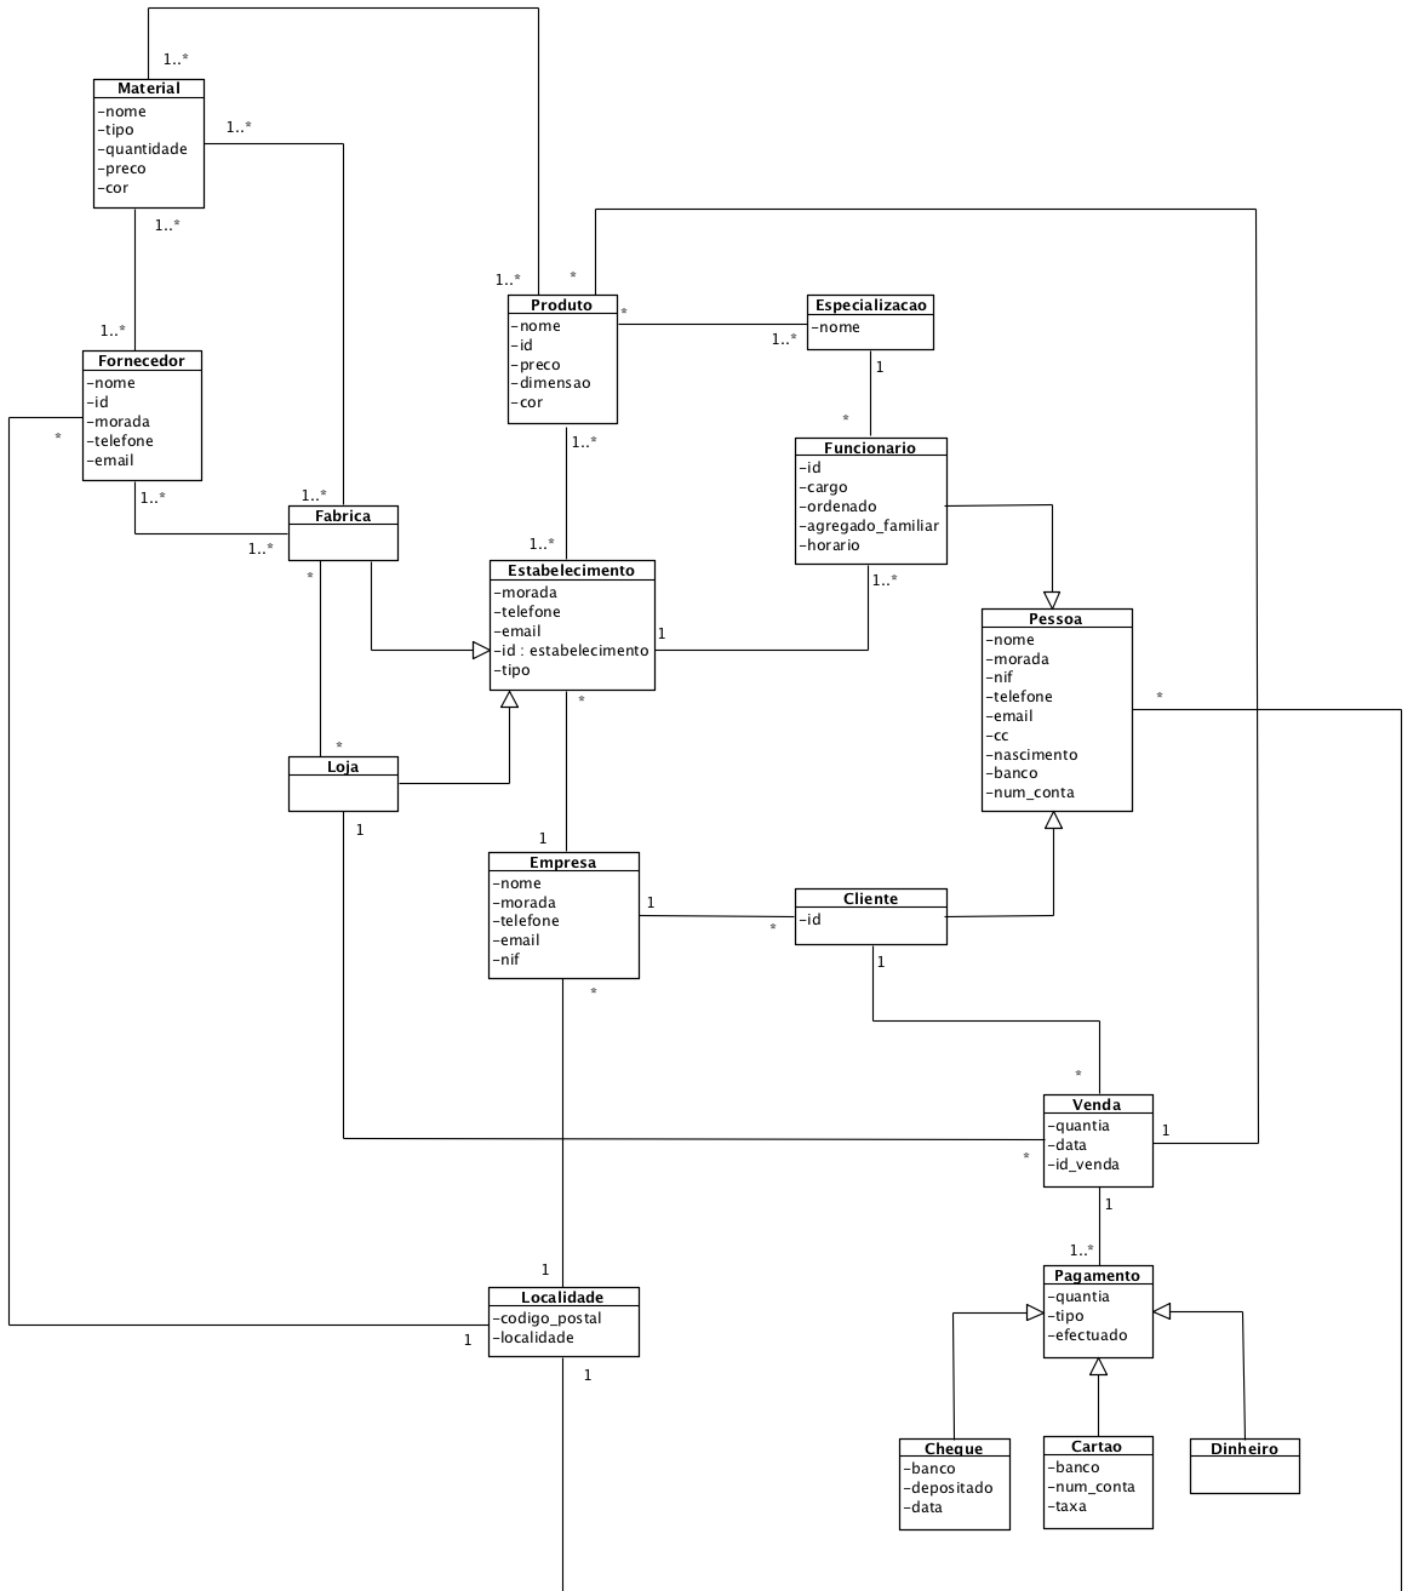 1..*
Material
-nome
-tipo
-quantidade
-preco
-cor
1..*
1..*
1..*
Fornecedor
-nome
-id
-morada
-telefone
-email
*
1..*
1..*
1..*
Fabrica
*
1..*
*
Produto
-nome
-id
-preco
-dimensao
-cor
*
1..*
1..*
Especializacao
-nome
1
*
Funcionario
-id
-cargo
-ordenado
-agregado_familiar
-horario
1..*
1..*
Estabelecimento
-morada
-telefone
-email
-id : estabelecimento
-tipo
1
*
Pessoa
-nome
-morada
-nif
-telefone
-email
-cc
-nascimento
-banco
-num_conta
*
*
Loja
1
1
Empresa
-nome
-morada
-telefone
-email
-nif
1
*
*
Cliente
-id
1
*
Venda
-quantia
-data
-id_venda
1
*
1
1..*
1
Localidade
-codigo_postal
-localidade
1
1
Pagamento
-quantia
-tipo
-efectuado
Cheque
-banco
-depositado
-data
Cartao
-banco
-num_conta
-taxa
Dinheiro